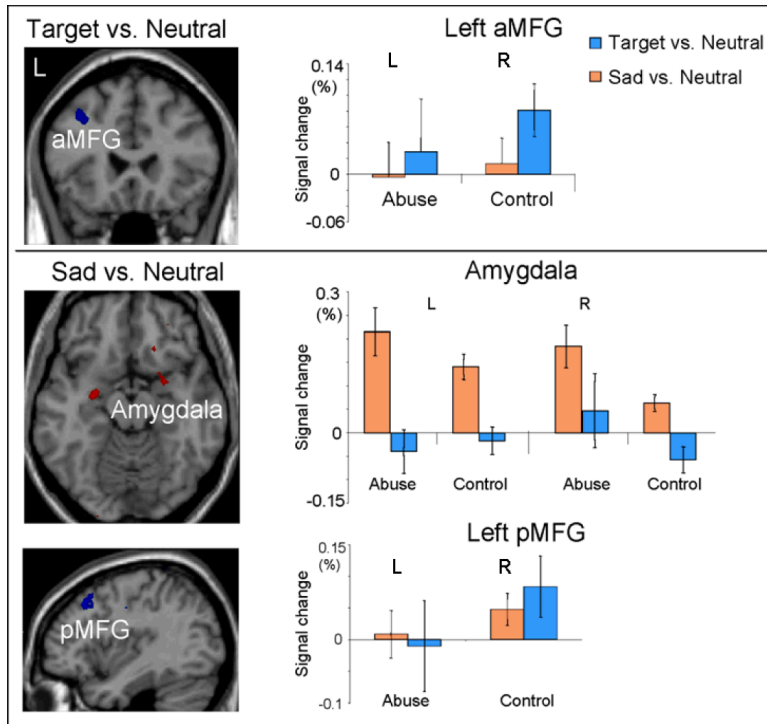 Target vs. Neutral
L
aMFG
Left aMFG
Target vs. Neutral
Sad vs. Neutral
0.14
(%)
L
R
Signal change
0
-0.06
Abuse
Control
Sad vs. Neutral
Amygdala
Amygdala
0.3
(%)
L
R
Signal change
0
-0.15
Abuse
Control
Abuse
Control
pMFG
Left pMFG
0.15
(%)
L
R
Signal change
0
-0.1
Abuse
Control